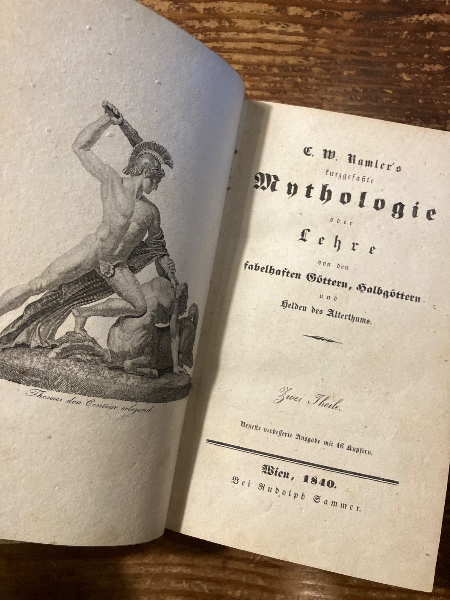 Theseus den Centaur erlegend.
C. W. Ramler's
kurzgefaßte
Mythologie
oder
Lehre
von den
fabelhaften Göttern, Halbgöttern
und
Helden des Alterthums.
Zwei Theile.
Neueste verbesserte Ausgabe mit 46 Kupfern.
Wien, 1840.
Bei Rudolph Sammer.